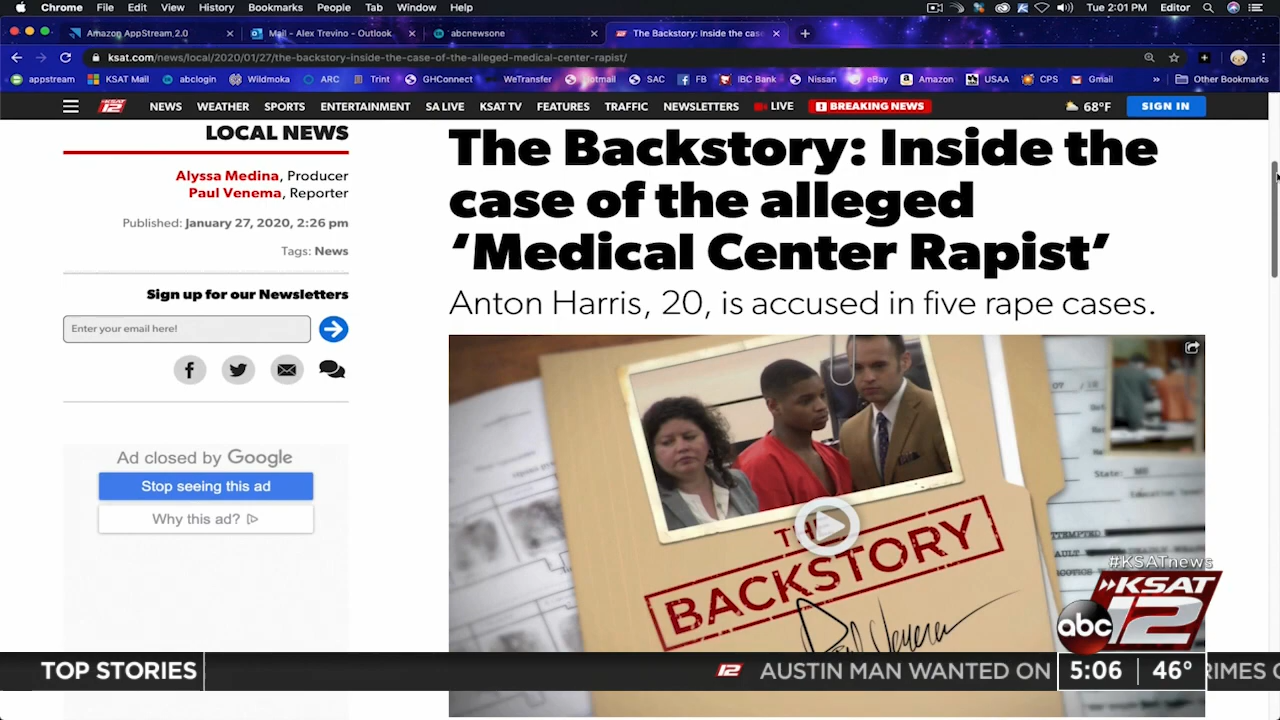 Chrome File Edit View History Bookmarks People Tab Window Help
Tue 2:01 PM Editor
Amazon AppStream 2.0
Mail - Alex Trevino - Outlook
abcnewsone
The Backstory: Inside the cas
ksat.com/news/local/2020/01/27/the-backstory-inside-the-case-of-the-alleged-medical-center-rapist/
appstream KSAT Mail abclogin Wildmoka ARC Trint GHConnect WeTransfer Hotmail SAC FB IBC Bank Nissan eBay Amazon USAA CPS Gmail » Other Bookmarks
KSAT 12 NEWS WEATHER SPORTS ENTERTAINMENT SA LIVE KSAT TV FEATURES TRAFFIC NEWSLETTERS LIVE BREAKING NEWS 68°F SIGN IN
LOCAL NEWS
Alyssa Medina, Producer
Paul Venema, Reporter
Published: January 27, 2020, 2:26 pm
Tags: News
Sign up for our Newsletters
Enter your email here!
Ad closed by Google
Stop seeing this ad
Why this ad?
The Backstory: Inside the
case of the alleged
‘Medical Center Rapist’
Anton Harris, 20, is accused in five rape cases.
State:
THE
BACKSTORY
#KSATnews
KSAT
abc 12
TOP STORIES
12 AUSTIN MAN WANTED ON
5:06 46°
RIMES